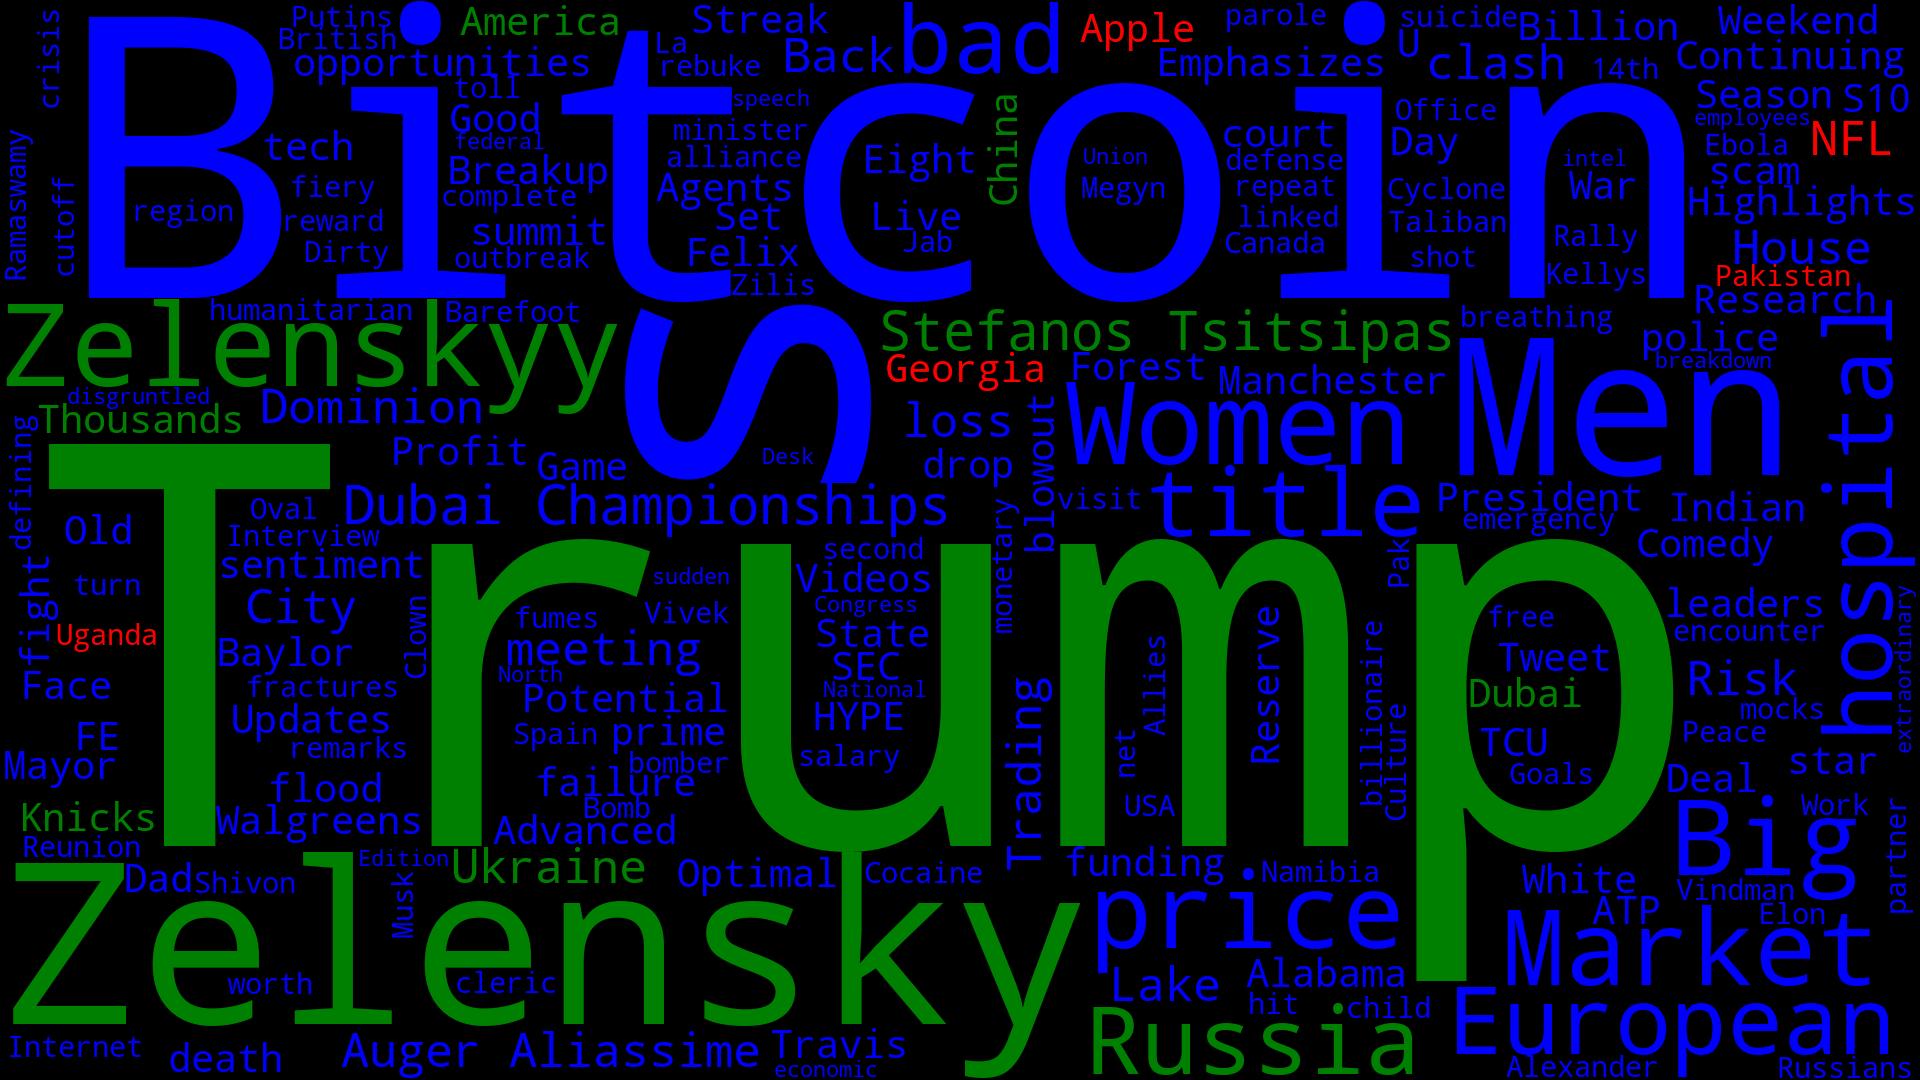 crisis
Putins
British
America
Streak
bad
Apple
parole
suicide
Billion
Weekend
opportunities
La
rebuke
Back
Emphasizes
U
clash
14th
Continuing
Bitcoin
toll
speech
Good
federal
minister
alliance
China
Office
Season
S10
employees
Ramaswamy
tech
Breakup
Eight
Union
court
defense
Day
intel
Ebola
NFL
cutoff
region
fiery
reward
Dirty
complete
Agents
Set
Live
Jab
Megyn
repeat
linked
Canada
Cyclone
Taliban
shot
War
Rally
Kellys
scam
Highlights
House
summit
outbreak
Felix
Zilis
Pakistan
Research
Zelenskyy
humanitarian
Barefoot
S
Stefanos Tsitsipas
breathing
police
breakdown
Georgia
Forest
Manchester
Men
hospital
disgruntled
Thousands
Dominion
loss
drop
blowout
Women
defining
Profit
Game
Desk
visit
title
President
emergency
Indian
Comedy
Trump
Old
Oval
Interview
Dubai Championships
monetary
Pak
turn
sentiment
City
Clown
sudden
second
Videos
Congress
State
Uganda
fight
Baylor
fumes
Vivek
meeting
North
SEC
National
HYPE
Allies
Reserve
free
Tweet
Dubai
leaders
encounter
Face
fractures
Updates
remarks
Potential
Spain
prime
bomber
salary
Trading
net
billionaire
Culture
TCU
Goals
Risk
mocks
Peace
extraordinary
FE
Mayor
flood
failure
Bomb
USA
Deal
star
Knicks
Walgreens
Advanced
Big
Work
partner
Reunion
Edition
Ukraine
Optimal
Cocaine
funding
Namibia
White
Vindman
Dad
Shivon
Musk
Zelensky
price
ATP
Elon
Market
worth
cleric
Lake
Alabama
hit
child
European
Internet
death
Auger Aliassime
Travis
economic
Russia
Alexander
Russians